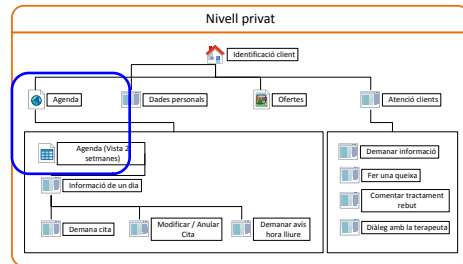 Nivell privat
Identificació client
Agenda
Dades personals
Ofertes
Atenció clients
Agenda (Vista 2
setmanes)
Informació de un dia
Demana cita
Modificar / Anular
Cita
Demanar avís
hora lliure
Demanar informació
Fer una queixa
Comentar tractament
rebut
Diàleg amb la terapeuta